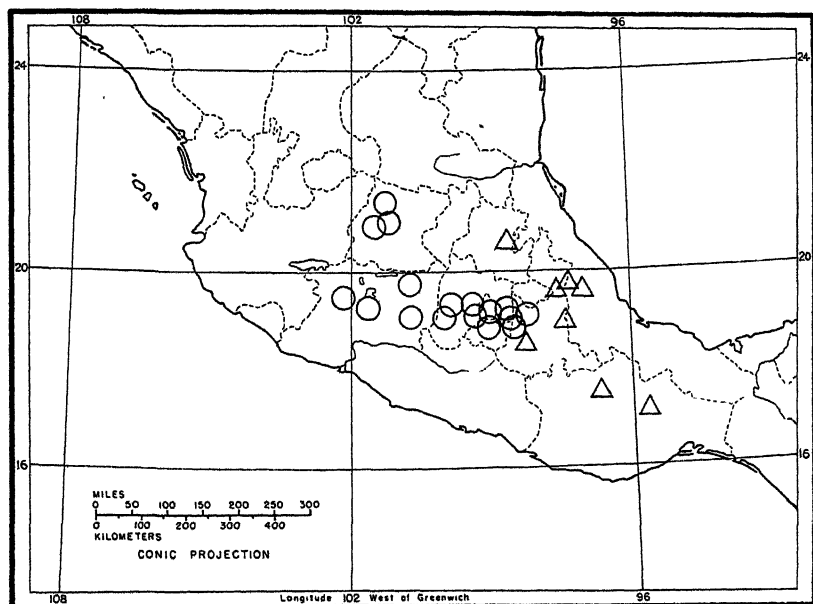 108 102 96
24 24
20 20
16 16
MILES
0 50 100 150 200 250 300
0 100 200 300 400
KILOMETERS
CONIC PROJECTION
108 102 96
Longitude West of Greenwich